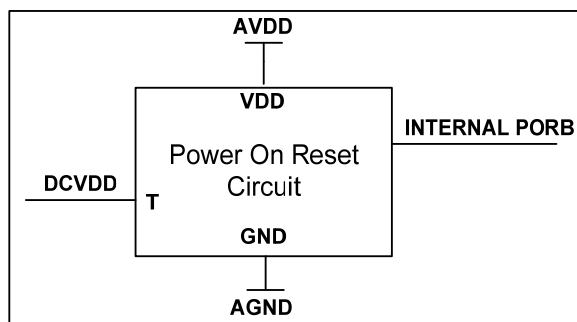 AVDD
VDD
INTERNAL PORB
Power On Reset
Circuit
DCVDD
T
GND
AGND